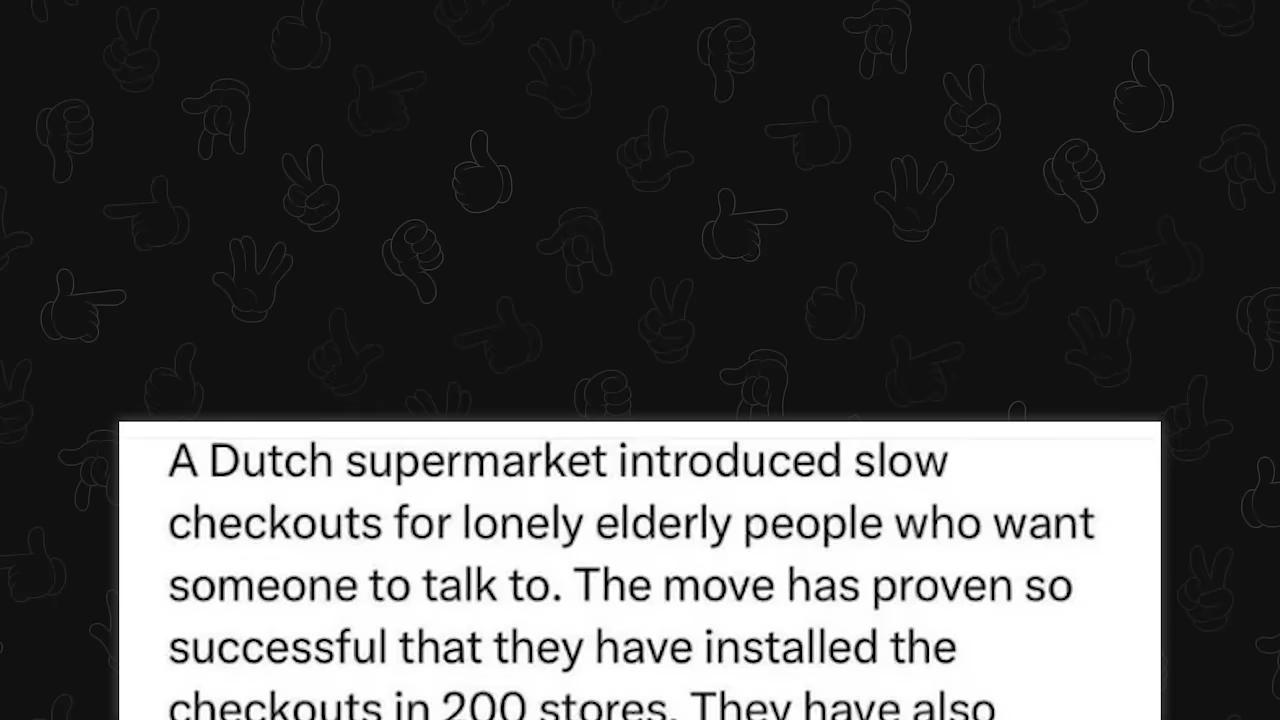 A Dutch supermarket introduced slow
checkouts for lonely elderly people who want
someone to talk to. The move has proven so
successful that they have installed the
checkouts in 200 stores. They have also